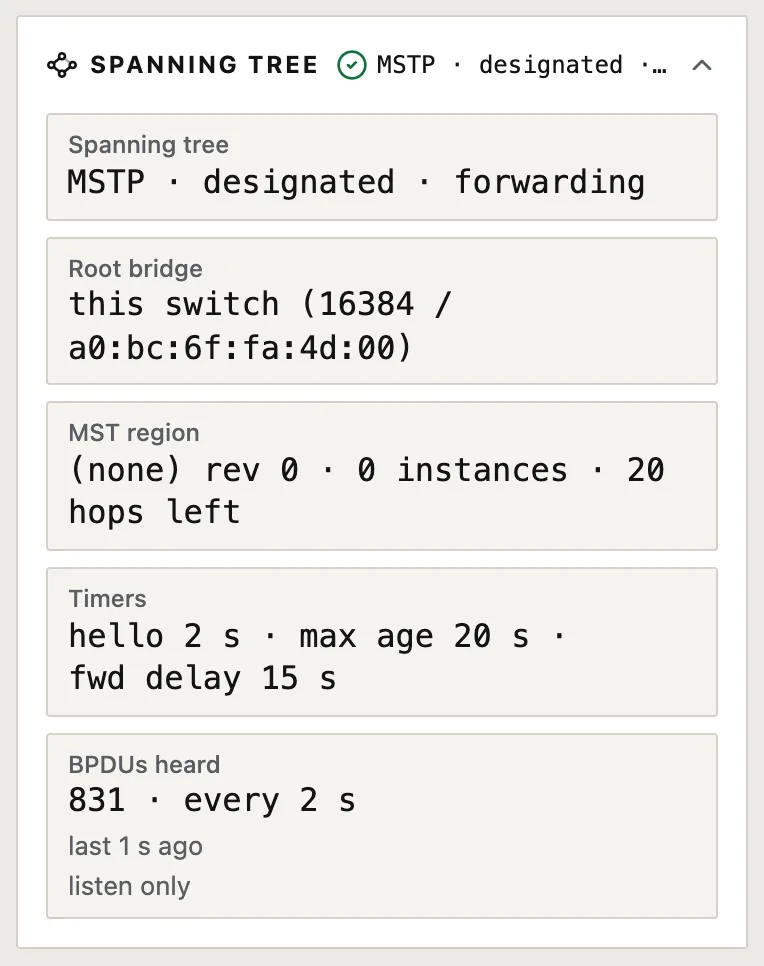 SPANNING TREE MSTP · designated ·…
Spanning tree
MSTP · designated · forwarding
Root bridge
this switch (16384 /
a0:bc:6f:fa:4d:00)
MST region
(none) rev 0 · 0 instances · 20
hops left
Timers
hello 2 s · max age 20 s ·
fwd delay 15 s
BPDUs heard
831 · every 2 s
last 1 s ago
listen only